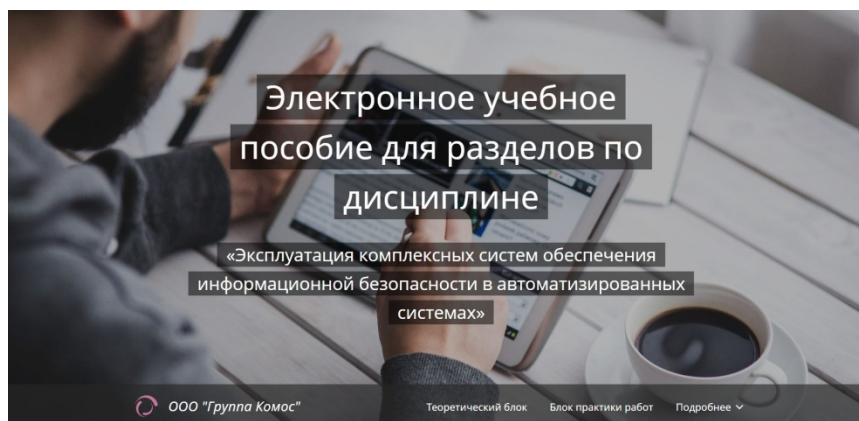 Электронное учебное
пособие для разделов по
дисциплине
«Эксплуатация комплексных систем обеспечения
информационной безопасности в автоматизированных
системах»
ООО "Группа Комос" Теоретический блок Блок практики работ Подробнее